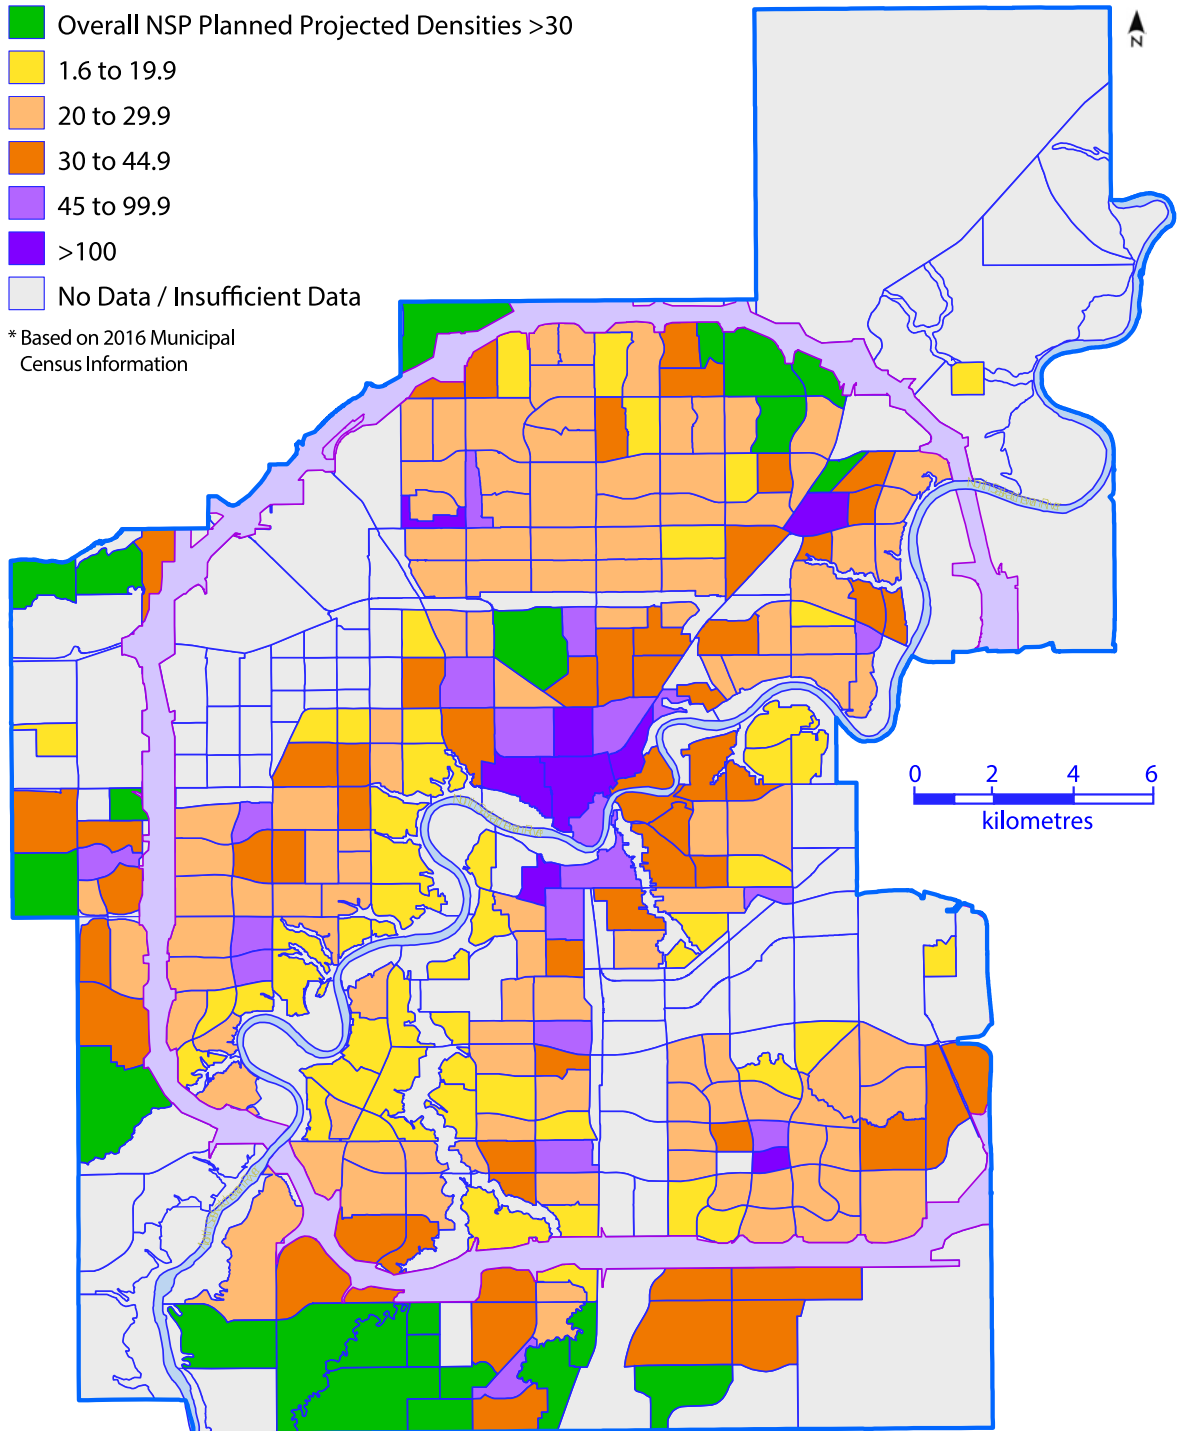 Overall NSP Planned Projected Densities >30
1.6 to 19.9
20 to 29.9
30 to 44.9
45 to 99.9
>100
No Data / Insufficient Data
* Based on 2016 Municipal
Census Information
N
0 2 4 6
kilometres